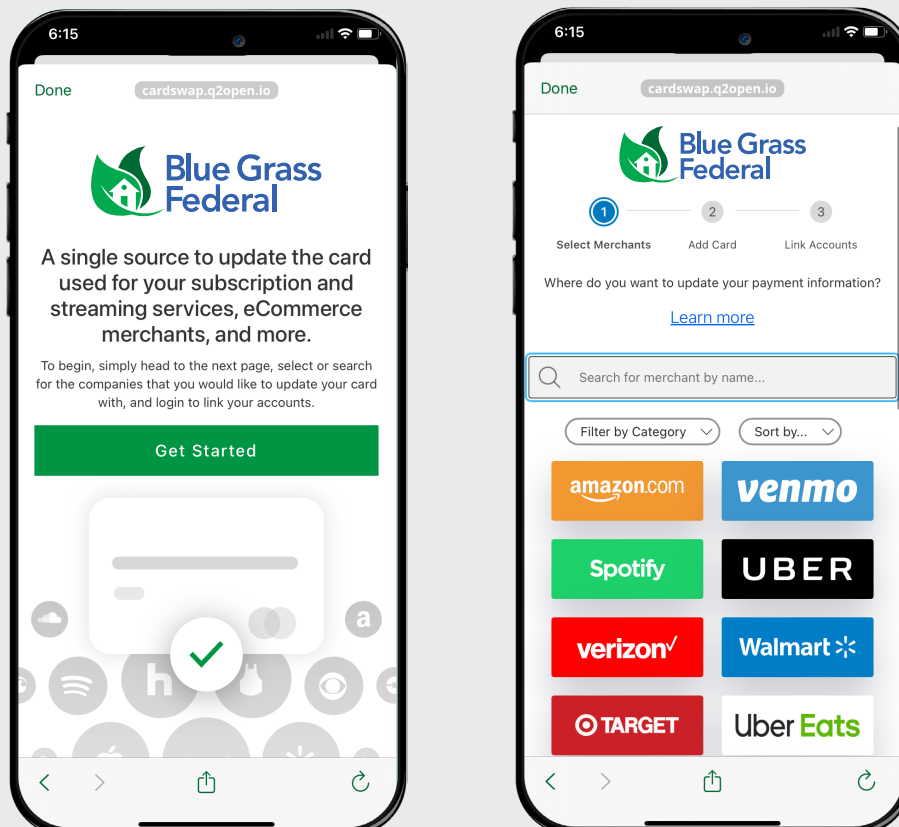 6:15
Done
cardswap.q2open.io
Blue Grass
Federal
A single source to update the card
used for your subscription and
streaming services, eCommerce
merchants, and more.
To begin, simply head to the next page, select or search
for the companies that you would like to update your card
with, and login to link your accounts.
Get Started
a
h
6:15
Done
cardswap.q2open.io
Blue Grass
Federal
1
2
3
Select Merchants
Add Card
Link Accounts
Where do you want to update your payment information?
Learn more
Search for merchant by name...
Filter by Category
Sort by...
amazon.com
venmo
Spotify
UBER
verizon✓
Walmart
TARGET
Uber Eats